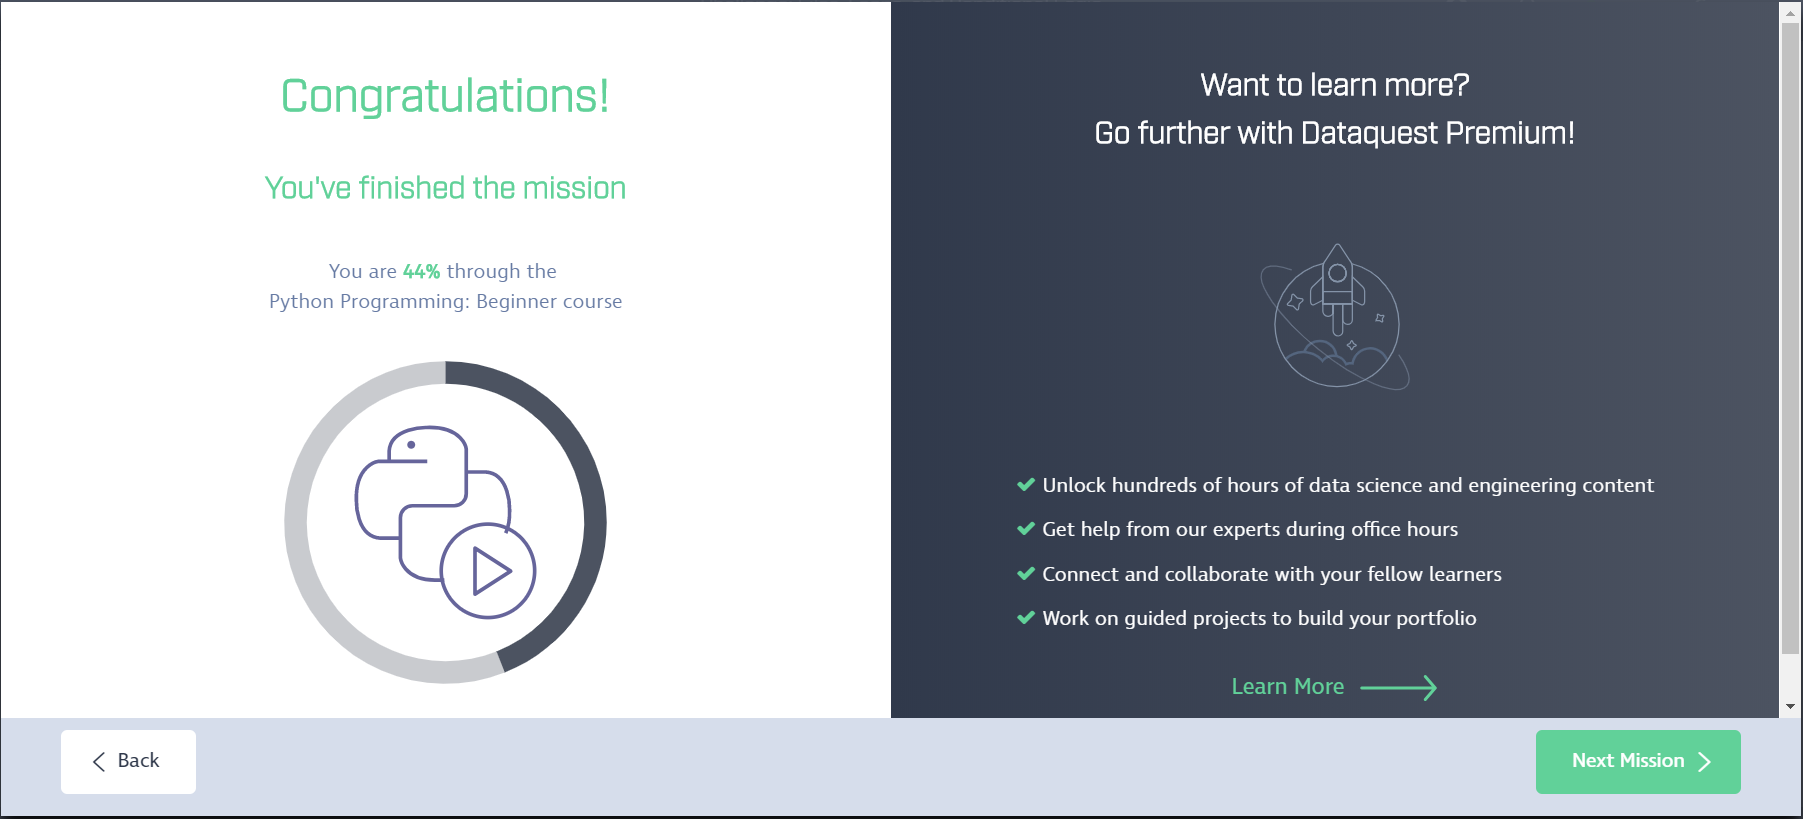 Congratulations!
You've finished the mission
You are 44% through the
Python Programming: Beginner course
Want to learn more?
Go further with Dataquest Premium!
Unlock hundreds of hours of data science and engineering content
Get help from our experts during office hours
Connect and collaborate with your fellow learners
Work on guided projects to build your portfolio
Learn More
Back
Next Mission